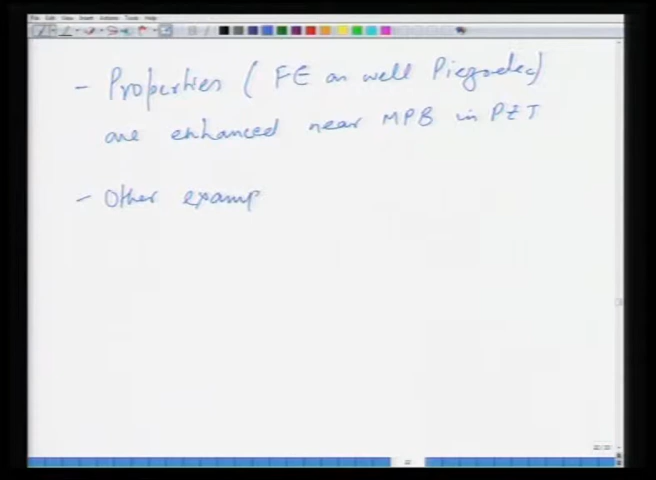 - Properties (FE as well Piezoelec)
are enhanced near MPB in PZT
- Other examp